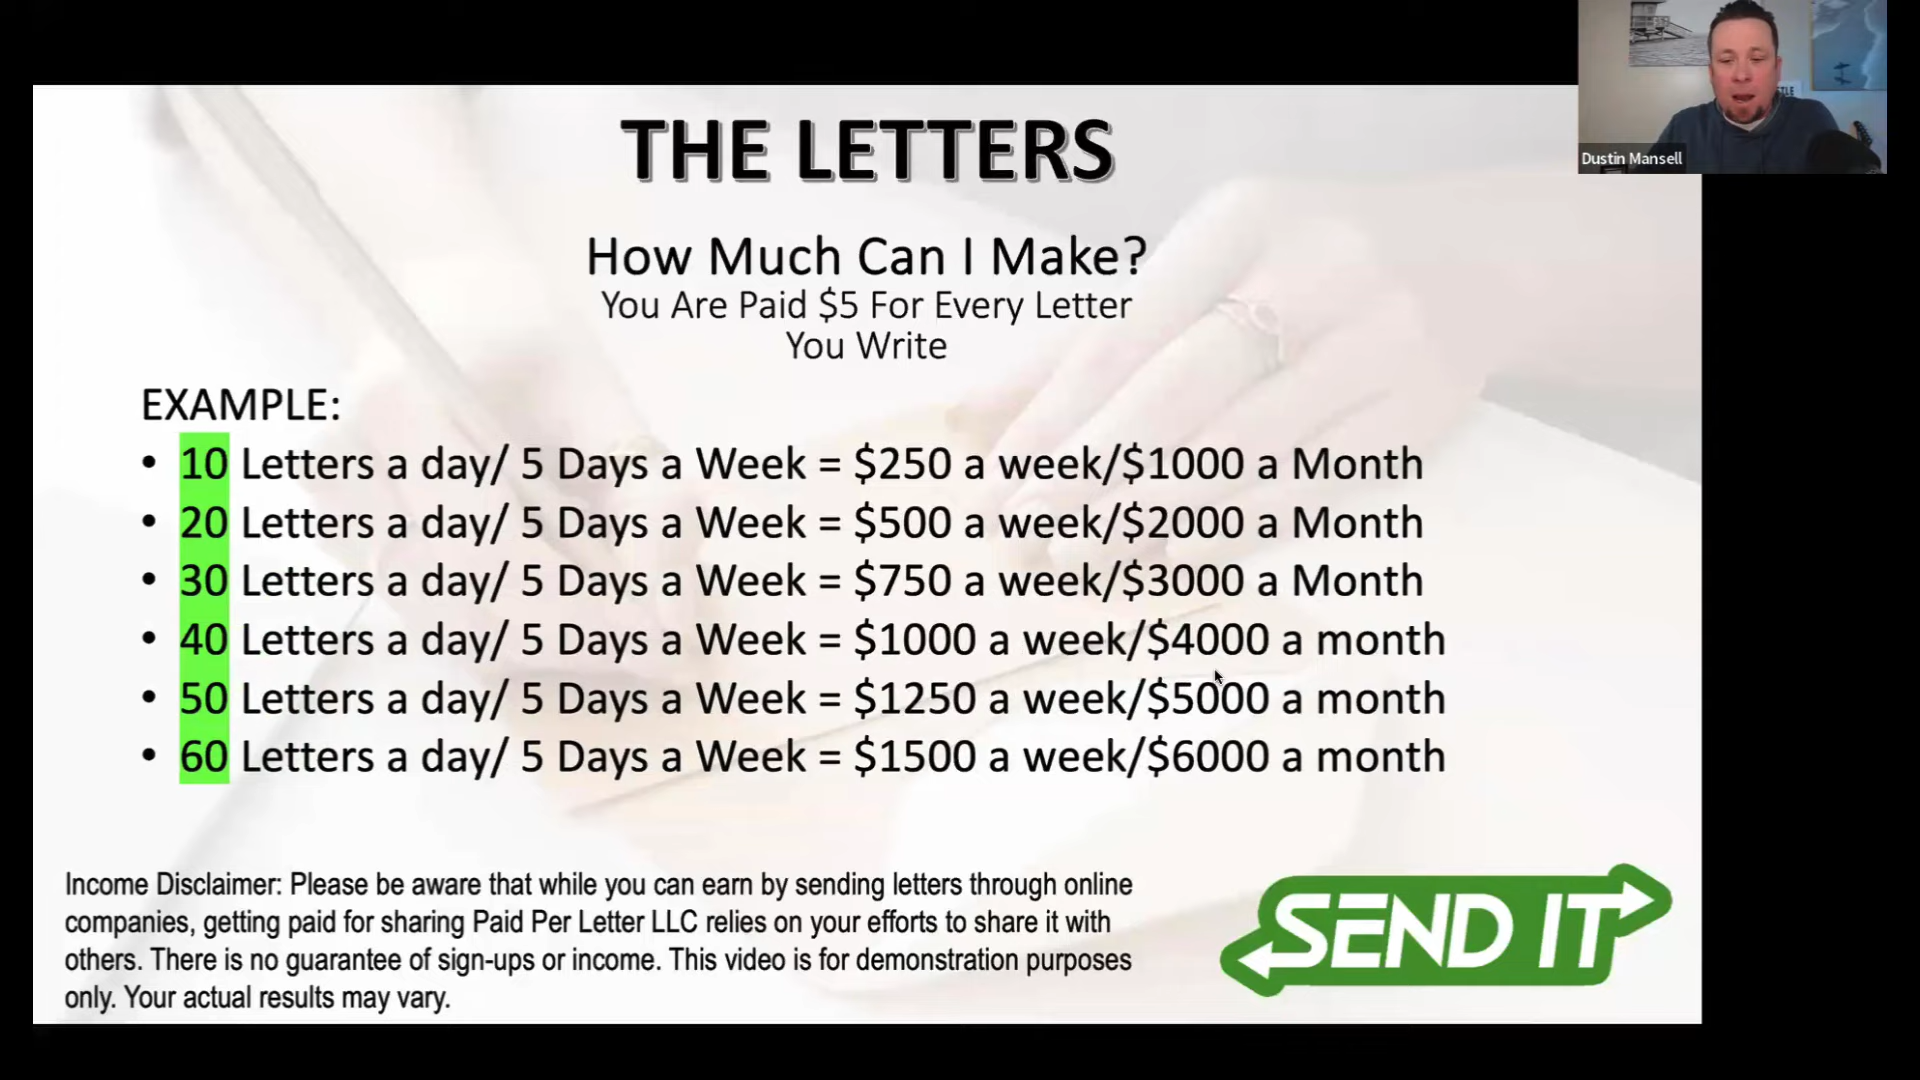 THE LETTERS
Dustin Mansell
How Much Can I Make?
You Are Paid $5 For Every Letter
You Write
EXAMPLE:
• 10 Letters a day/ 5 Days a Week = $250 a week/$1000 a Month
• 20 Letters a day/ 5 Days a Week = $500 a week/$2000 a Month
• 30 Letters a day/ 5 Days a Week = $750 a week/$3000 a Month
• 40 Letters a day/ 5 Days a Week = $1000 a week/$4000 a month
• 50 Letters a day/ 5 Days a Week = $1250 a week/$5000 a month
• 60 Letters a day/ 5 Days a Week = $1500 a week/$6000 a month
Income Disclaimer: Please be aware that while you can earn by sending letters through online
companies, getting paid for sharing Paid Per Letter LLC relies on your efforts to share it with
others. There is no guarantee of sign-ups or income. This video is for demonstration purposes
only. Your actual results may vary.
SEND IT